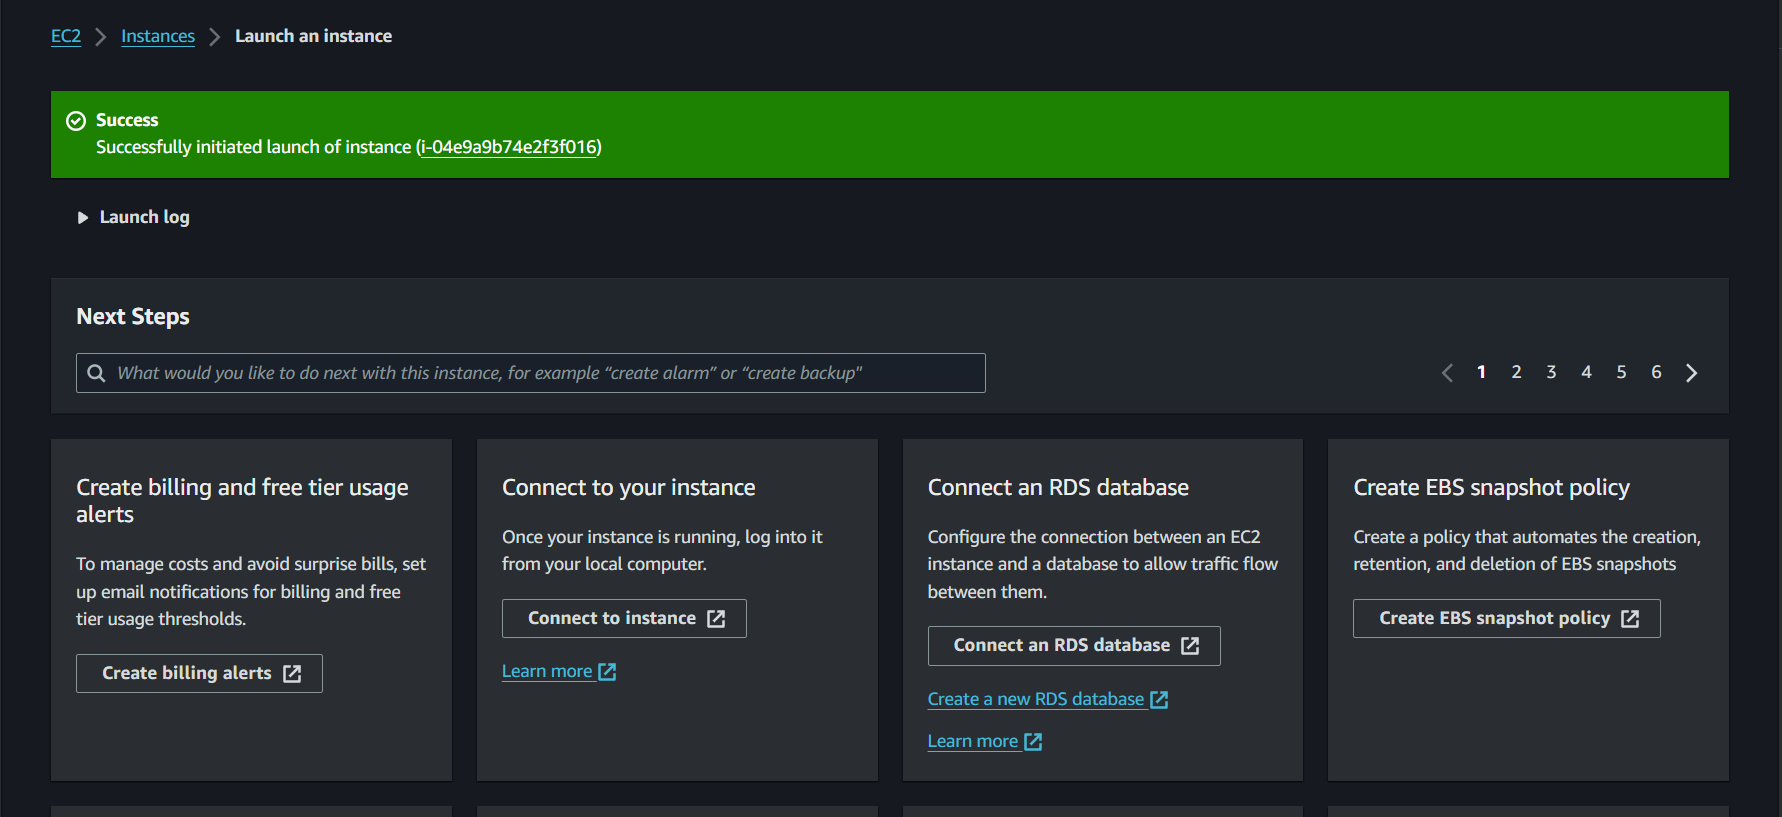 EC2 Instances Launch an instance
Success
Successfully initiated launch of instance (i-04e9a9b74e2f3f016)
Launch log
Next Steps
What would you like to do next with this instance, for example “create alarm” or “create backup”
1 2 3 4 5 6
Create billing and free tier usage
alerts
To manage costs and avoid surprise bills, set
up email notifications for billing and free
tier usage thresholds.
Create billing alerts
Connect to your instance
Once your instance is running, log into it
from your local computer.
Connect to instance
Learn more
Connect an RDS database
Configure the connection between an EC2
instance and a database to allow traffic flow
between them.
Connect an RDS database
Create a new RDS database
Learn more
Create EBS snapshot policy
Create a policy that automates the creation,
retention, and deletion of EBS snapshots
Create EBS snapshot policy